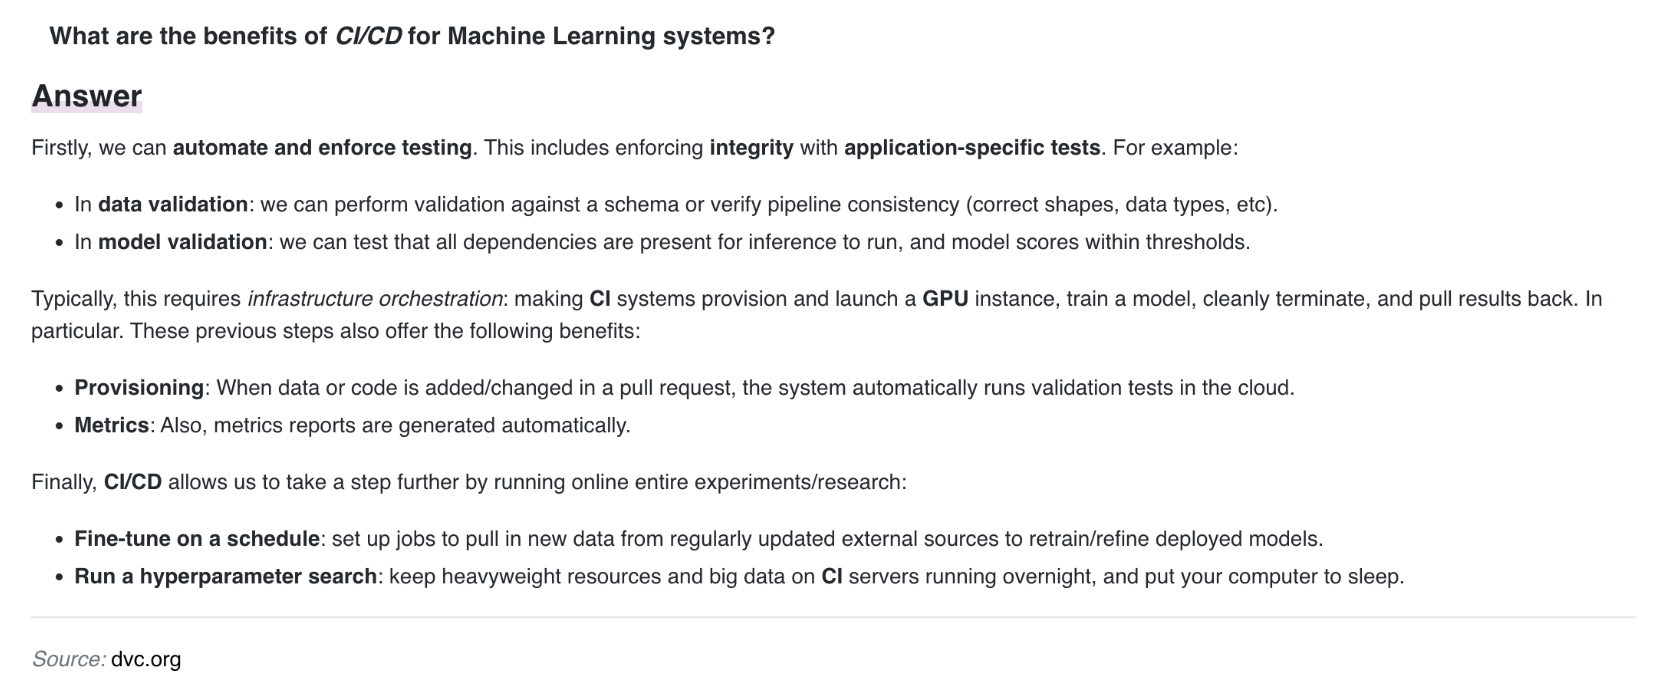 What are the benefits of CI/CD for Machine Learning systems?
Answer
Firstly, we can automate and enforce testing. This includes enforcing integrity with application-specific tests. For example:
• In data validation: we can perform validation against a schema or verify pipeline consistency (correct shapes, data types, etc).
• In model validation: we can test that all dependencies are present for inference to run, and model scores within thresholds.
Typically, this requires infrastructure orchestration: making CI systems provision and launch a GPU instance, train a model, cleanly terminate, and pull results back. In
particular. These previous steps also offer the following benefits:
• Provisioning: When data or code is added/changed in a pull request, the system automatically runs validation tests in the cloud.
• Metrics: Also, metrics reports are generated automatically.
Finally, CI/CD allows us to take a step further by running online entire experiments/research:
• Fine-tune on a schedule: set up jobs to pull in new data from regularly updated external sources to retrain/refine deployed models.
• Run a hyperparameter search: keep heavyweight resources and big data on CI servers running overnight, and put your computer to sleep.
Source: dvc.org